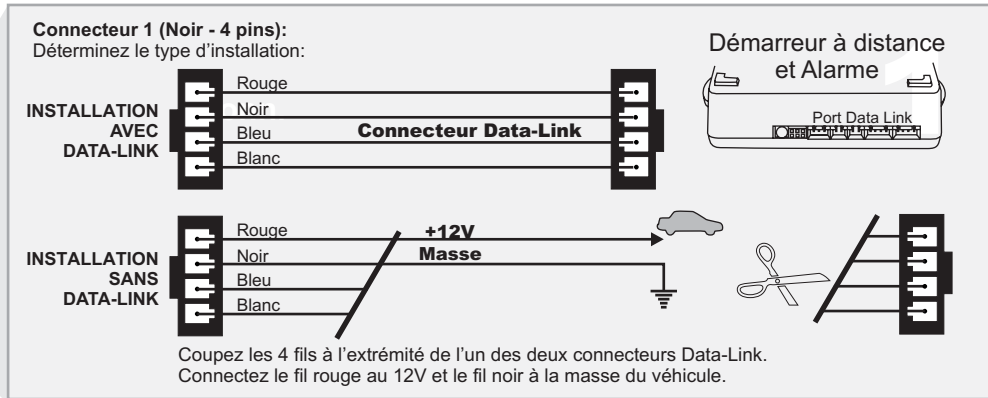 Connecteur 1 (Noir - 4 pins):
Déterminez le type d'installation:
INSTALLATION
AVEC
DATA-LINK
Rouge
Noir
Bleu
Blanc
Connecteur Data-Link
Démarreur à distance
et Alarme
Port Data Link
INSTALLATION
SANS
DATA-LINK
Rouge
Noir
Bleu
Blanc
+12V
Masse
Coupez les 4 fils à l'extrémité de l'un des deux connecteurs Data-Link.
Connectez le fil rouge au 12V et le fil noir à la masse du véhicule.